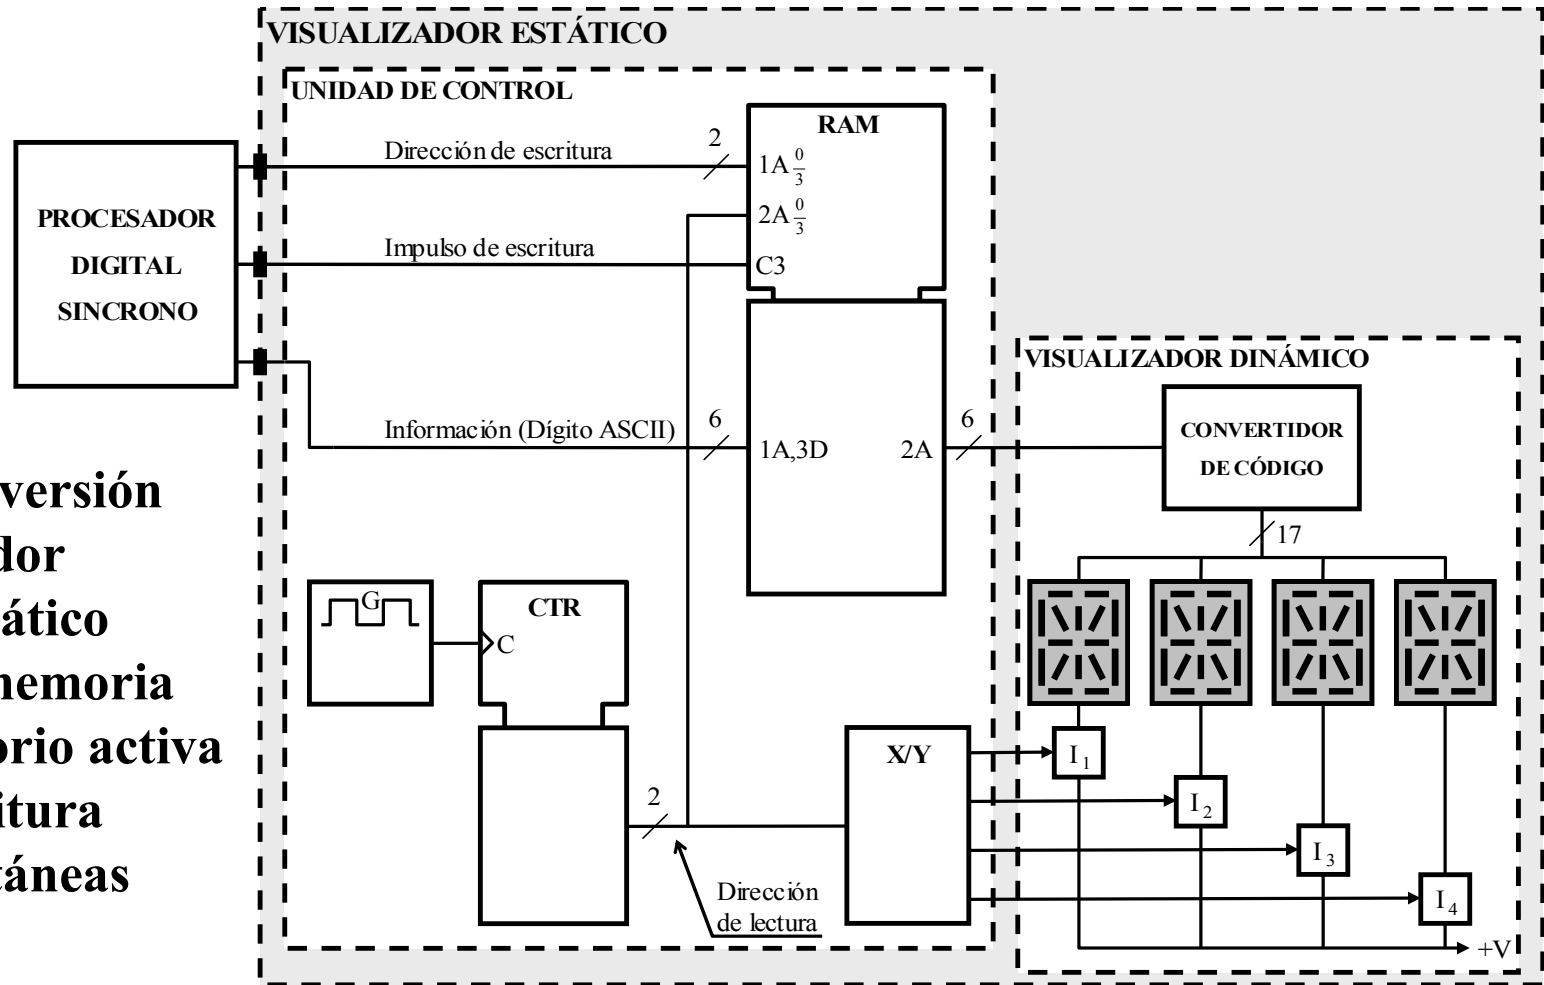 VISUALIZADOR ESTÁTICO
UNIDAD DE CONTROL
PROCESADOR
DIGITAL
SINCRONO
Dirección de escritura
2
Impulso de escritura
Información (Dígito ASCII)
6
RAM
1A 0/3
2A 0/3
C3
1A,3D
2A
6
VISUALIZADOR DINÁMICO
CONVERTIDOR
DE CÓDIGO
17
versión
dor
ático
memoria
orio activa
itura
táneas
G
CTR
C
2
Dirección
de lectura
X/Y
I1
I2
I3
I4
+V